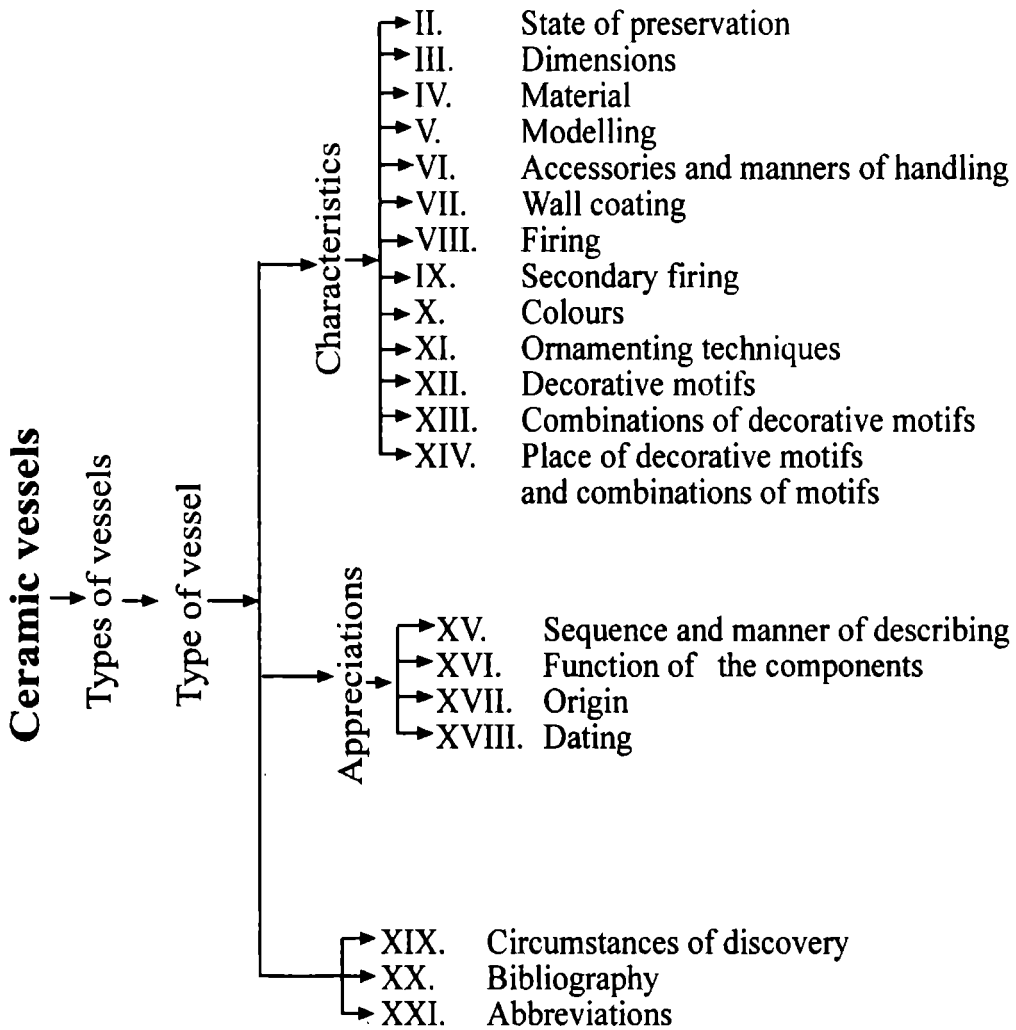 Ceramic vessels
Types of vessels
Type of vessel
Characteristics
II. State of preservation
III. Dimensions
IV. Material
V. Modelling
VI. Accessories and manners of handling
VII. Wall coating
VIII. Firing
IX. Secondary firing
X. Colours
XI. Ornamenting techniques
XII. Decorative motifs
XIII. Combinations of decorative motifs
XIV. Place of decorative motifs
and combinations of motifs
Appreciations
XV. Sequence and manner of describing
XVI. Function of the components
XVII. Origin
XVIII. Dating
XIX. Circumstances of discovery
XX. Bibliography
XXI. Abbreviations